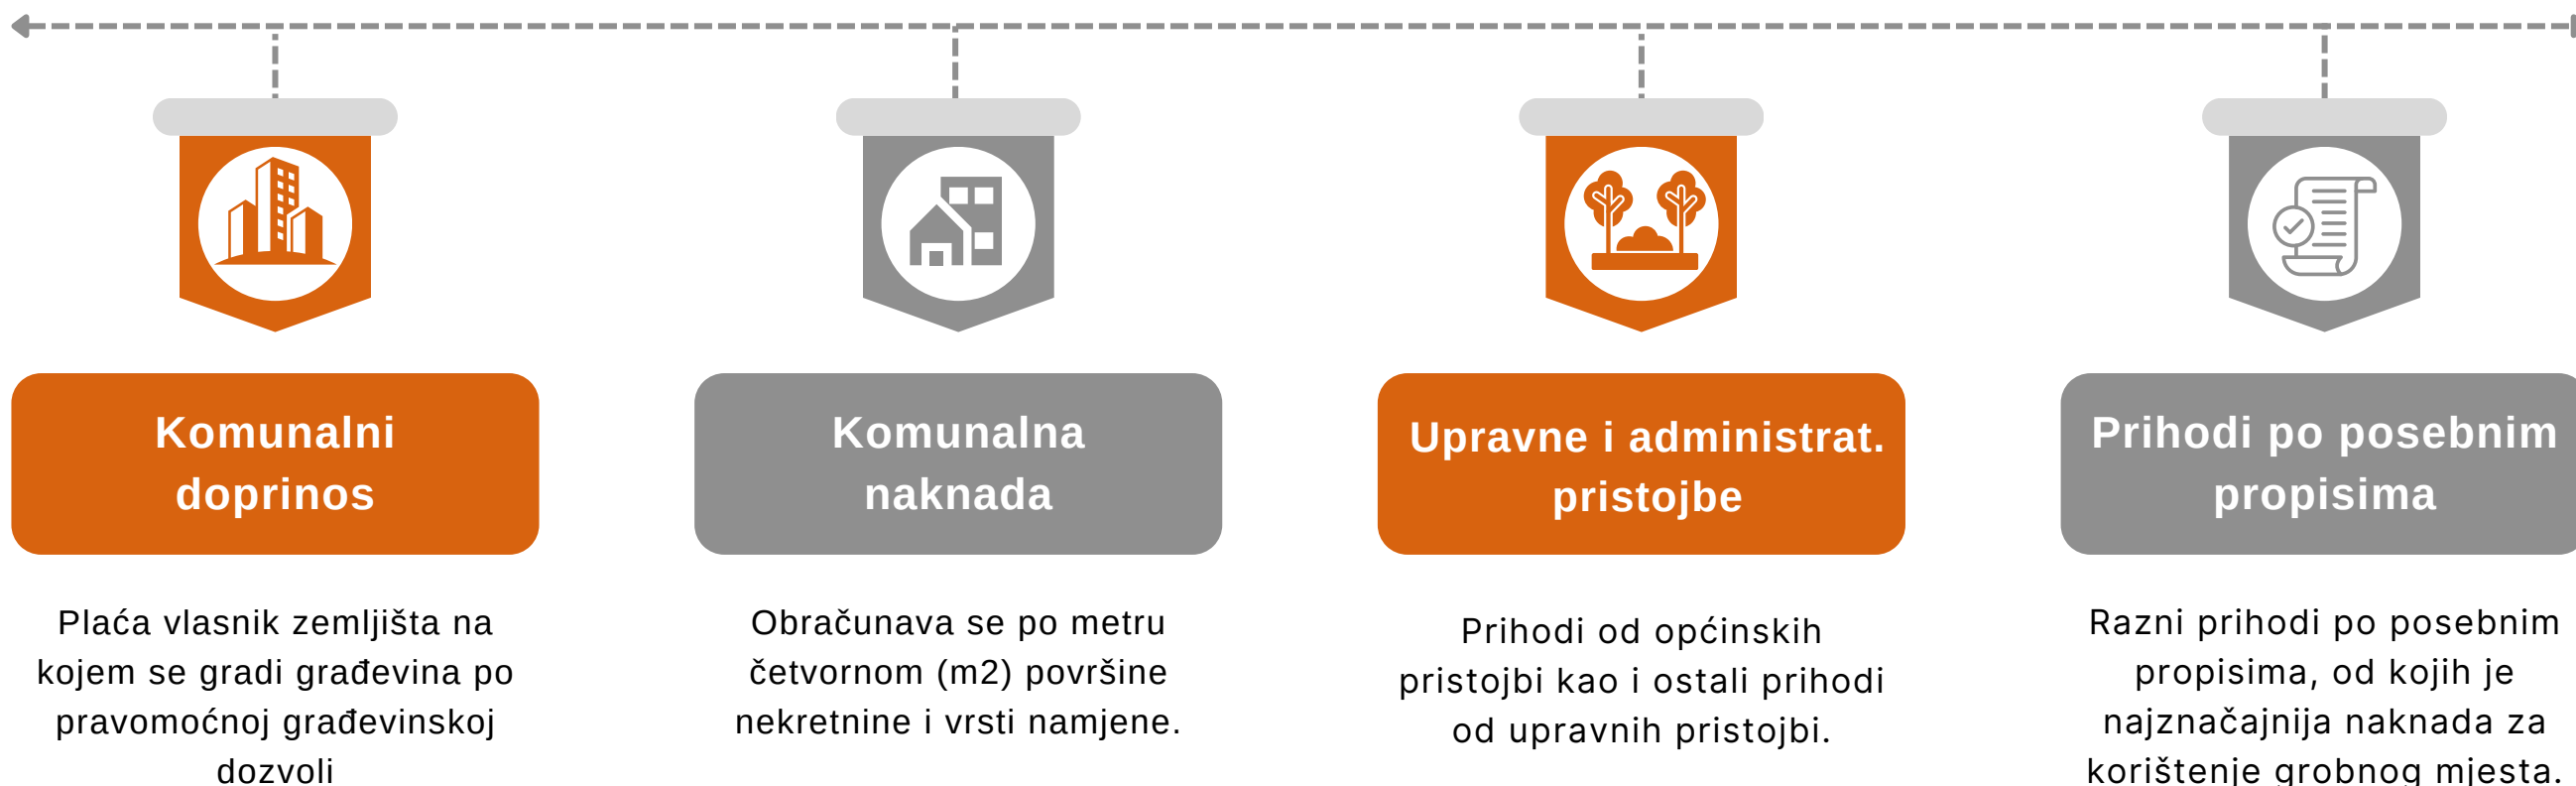 Komunalni
doprinos
Plaća vlasnik zemljišta na
kojem se gradi građevina po
pravomoćnoj građevinskoj
dozvoli
Komunalna
naknada
Obračunava se po metru
četvornom (m2) površine
nekretnine i vrsti namjene.
Upravne i administrat.
pristojbe
Prihodi od općinskih
pristojbi kao i ostali prihodi
od upravnih pristojbi.
Prihodi po posebnim
propisima
Razni prihodi po posebnim
propisima, od kojih je
najznačajnija naknada za
korištenje grobnog mjesta.